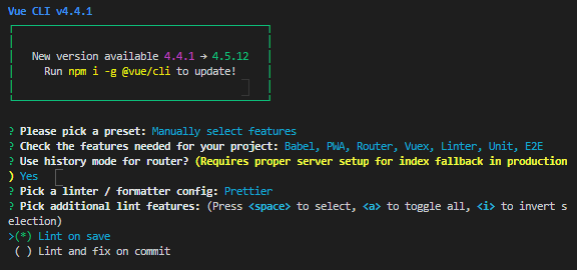 Vue CLI v4.4.1
New version available 4.4.1 → 4.5.12
Run npm i -g @vue/cli to update!
? Please pick a preset: Manually select features
? Check the features needed for your project: Babel, PWA, Router, Vuex, Linter, Unit, E2E
? Use history mode for router? (Requires proper server setup for index fallback in production
) Yes
? Pick a linter / formatter config: Prettier
? Pick additional lint features: (Press <space> to select, <a> to toggle all, <i> to invert s
election)
>(*) Lint on save
( ) Lint and fix on commit